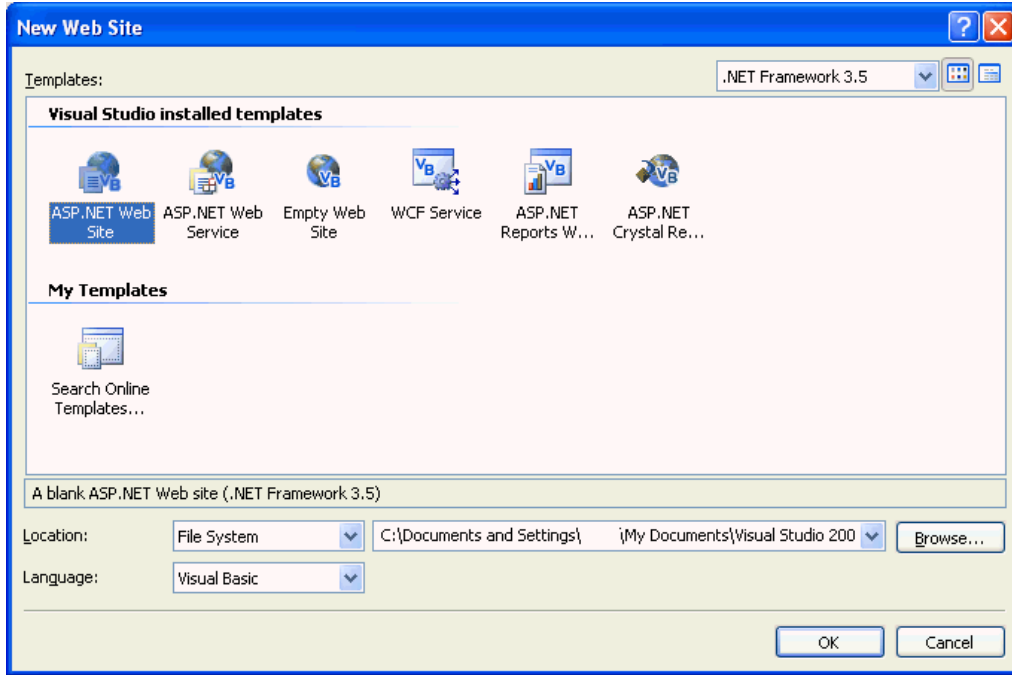 New Web Site
Templates:
.NET Framework 3.5
Visual Studio installed templates
ASP.NET Web Site
ASP.NET Web Service
Empty Web Site
WCF Service
ASP.NET Reports W...
ASP.NET Crystal Re...
My Templates
Search Online Templates...
A blank ASP.NET Web site (.NET Framework 3.5)
Location:
File System
C:\Documents and Settings\ \My Documents\Visual Studio 200
Browse...
Language:
Visual Basic
OK
Cancel